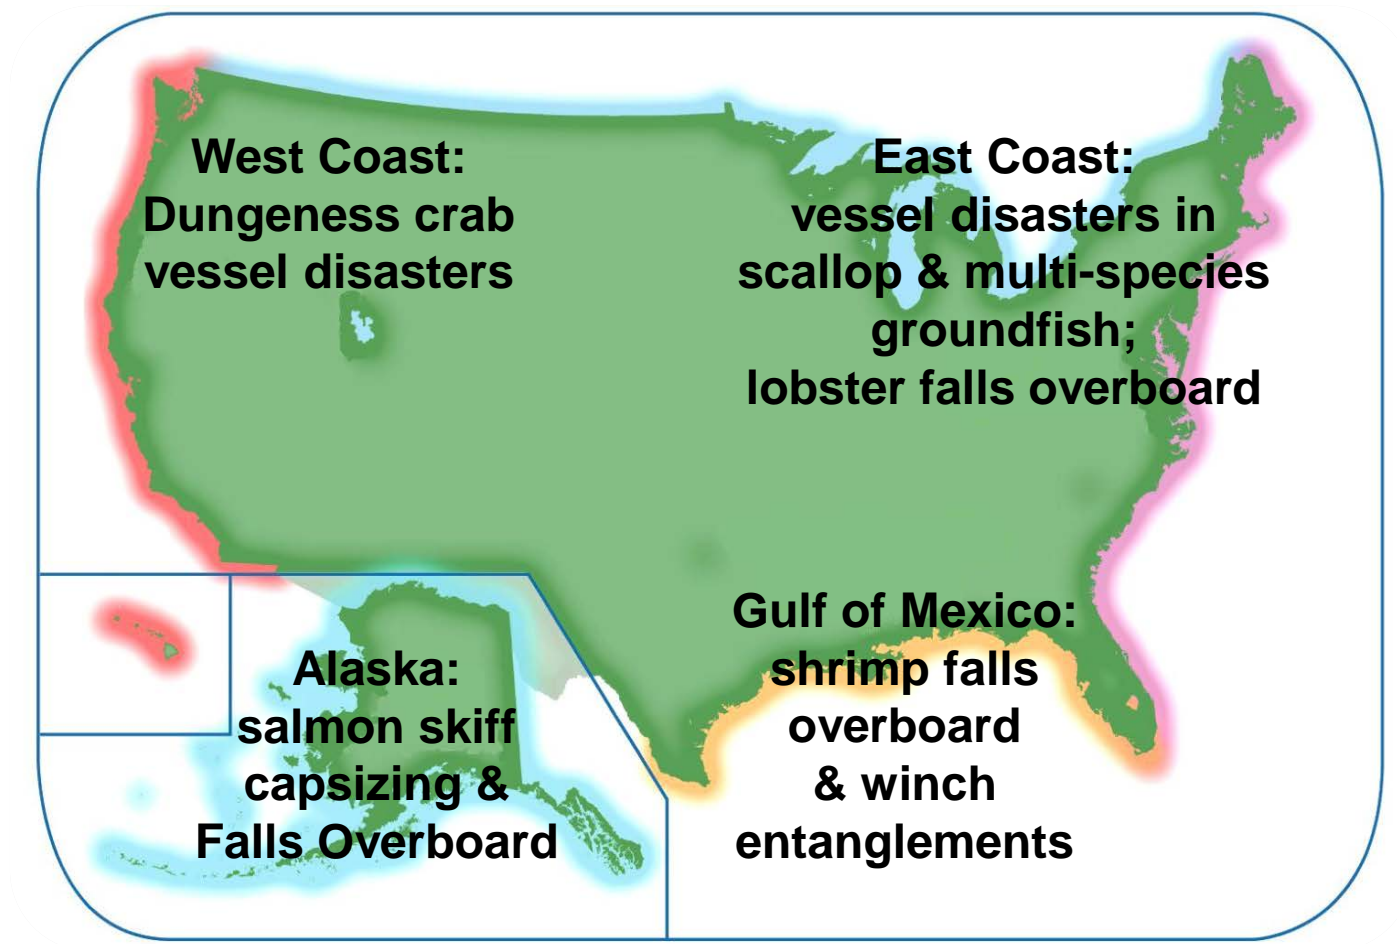 West Coast:
Dungeness crab
vessel disasters
East Coast:
vessel disasters in
scallop & multi-species
groundfish;
lobster falls overboard
Alaska:
salmon skiff
capsizing &
Falls Overboard
Gulf of Mexico:
shrimp falls
overboard
& winch
entanglements